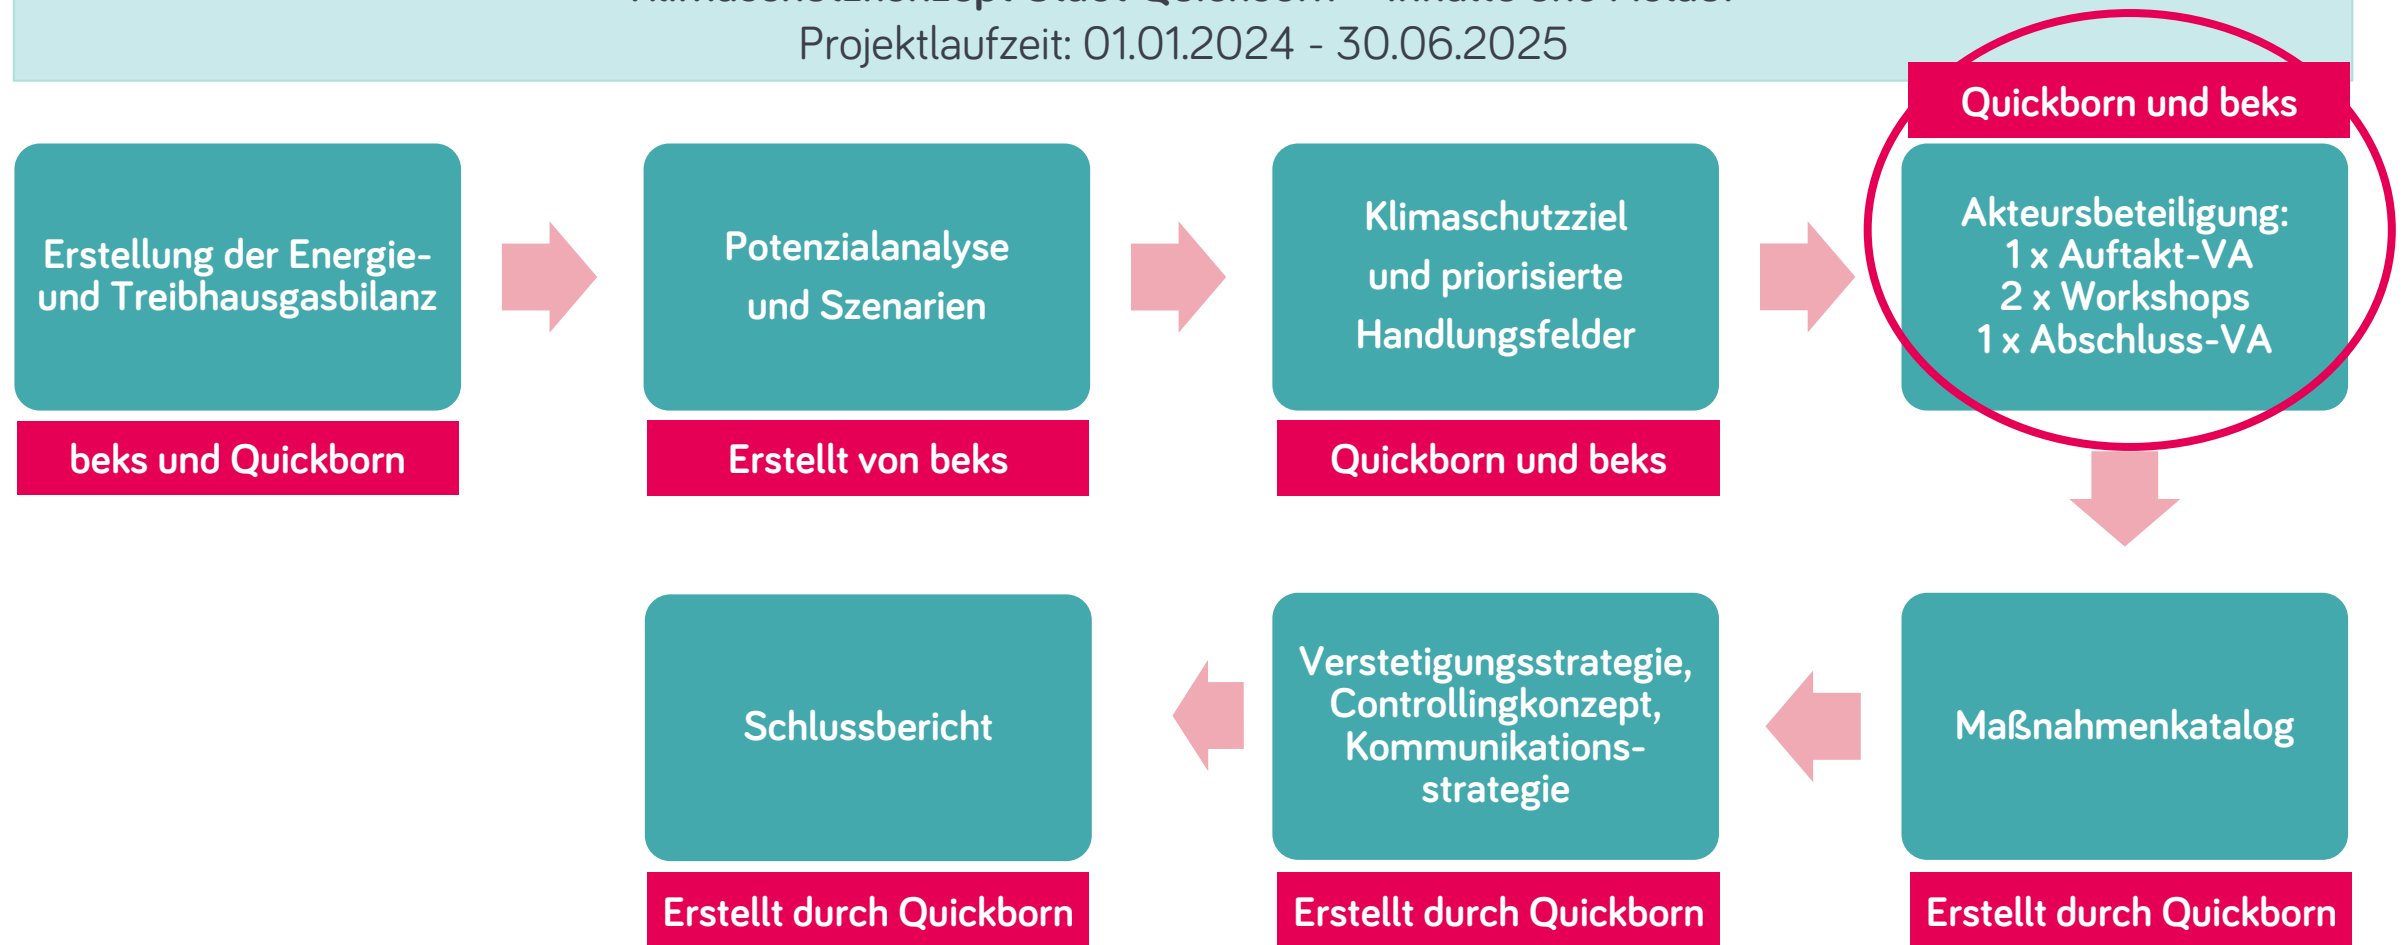 Projektlaufzeit: 01.01.2024 - 30.06.2025
Erstellung der Energie-
und Treibhausgasbilanz
beks und Quickborn
Potenzialanalyse
und Szenarien
Erstellt von beks
Klimaschutzziel
und priorisierte
Handlungsfelder
Quickborn und beks
Quickborn und beks
Akteursbeteiligung:
1 x Auftakt-VA
2 x Workshops
1 x Abschluss-VA
Maßnahmenkatalog
Erstellt durch Quickborn
Verstetigungsstrategie,
Controllingkonzept,
Kommunikations-
strategie
Erstellt durch Quickborn
Schlussbericht
Erstellt durch Quickborn